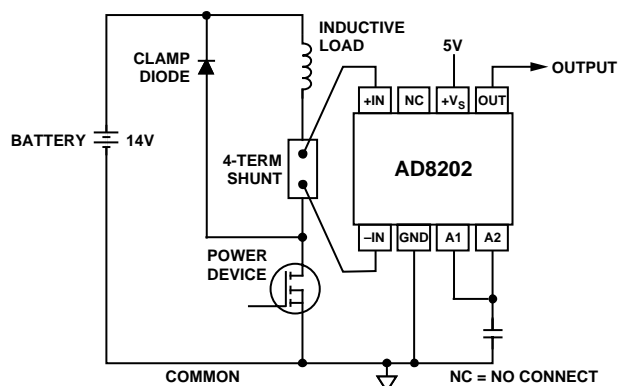 INDUCTIVE
LOAD
CLAMP
DIODE
5V
OUTPUT
+IN
NC
+VS
OUT
BATTERY
14V
4-TERM
SHUNT
AD8202
–IN
GND
A1
A2
POWER
DEVICE
COMMON
NC = NO CONNECT